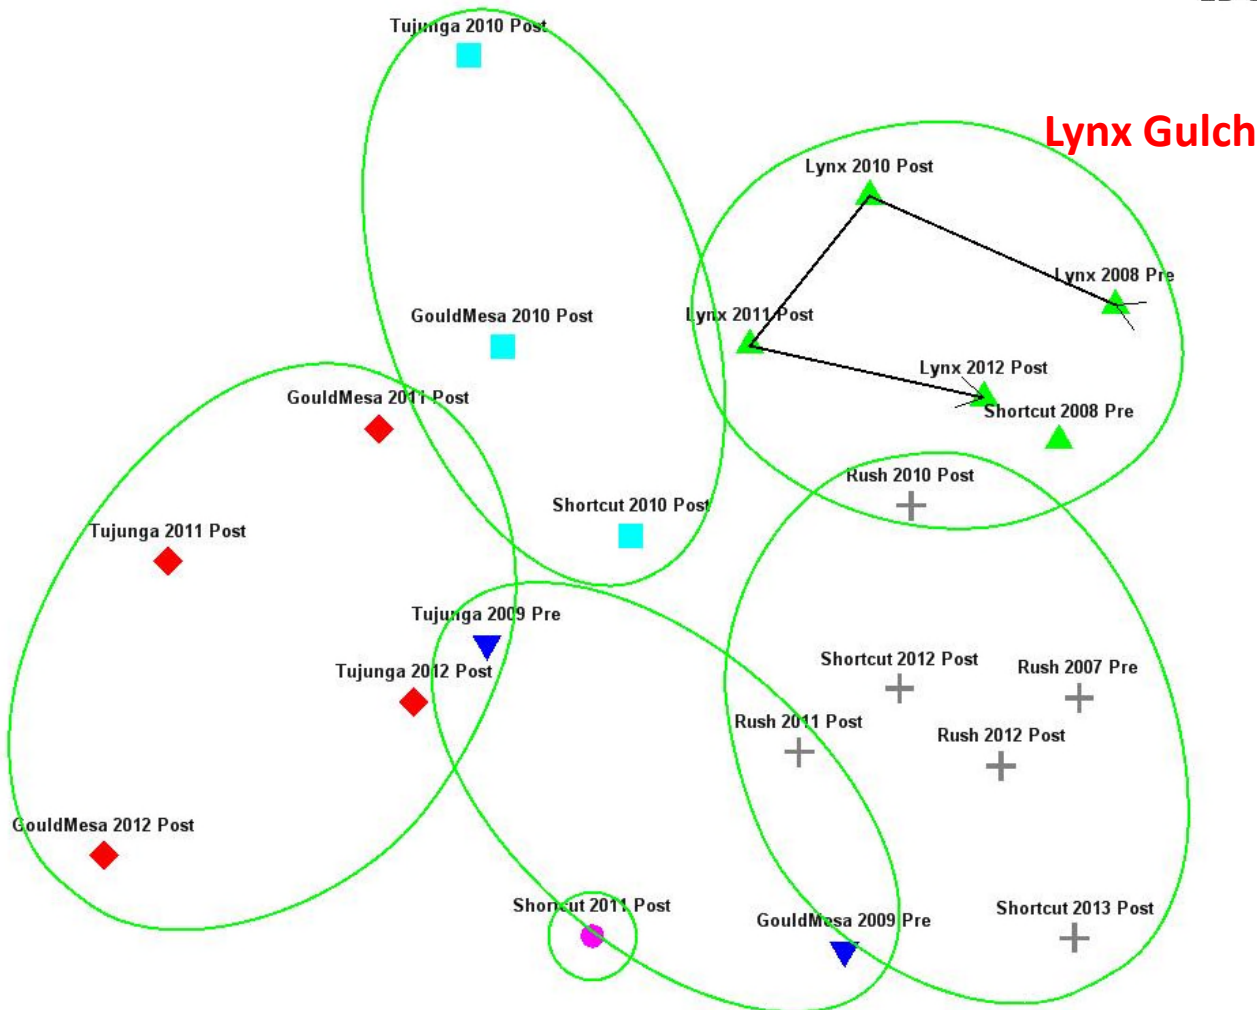 Tujunga 2010 Post
Lynx Gulch
Lynx 2010 Post
Lynx 2008 Pre
GouldMesa 2010 Post
Lynx 2011 Post
Lynx 2012 Post
GouldMesa 2011 Post
Shortcut 2008 Pre
Rush 2010 Post
Shortcut 2010 Post
Tujunga 2011 Post
Tujunga 2009 Pre
Shortcut 2012 Post
Rush 2007 Pre
Tujunga 2012 Post
Rush 2011 Post
Rush 2012 Post
GouldMesa 2012 Post
Shortcut 2011 Post
Shortcut 2013 Post
GouldMesa 2009 Pre